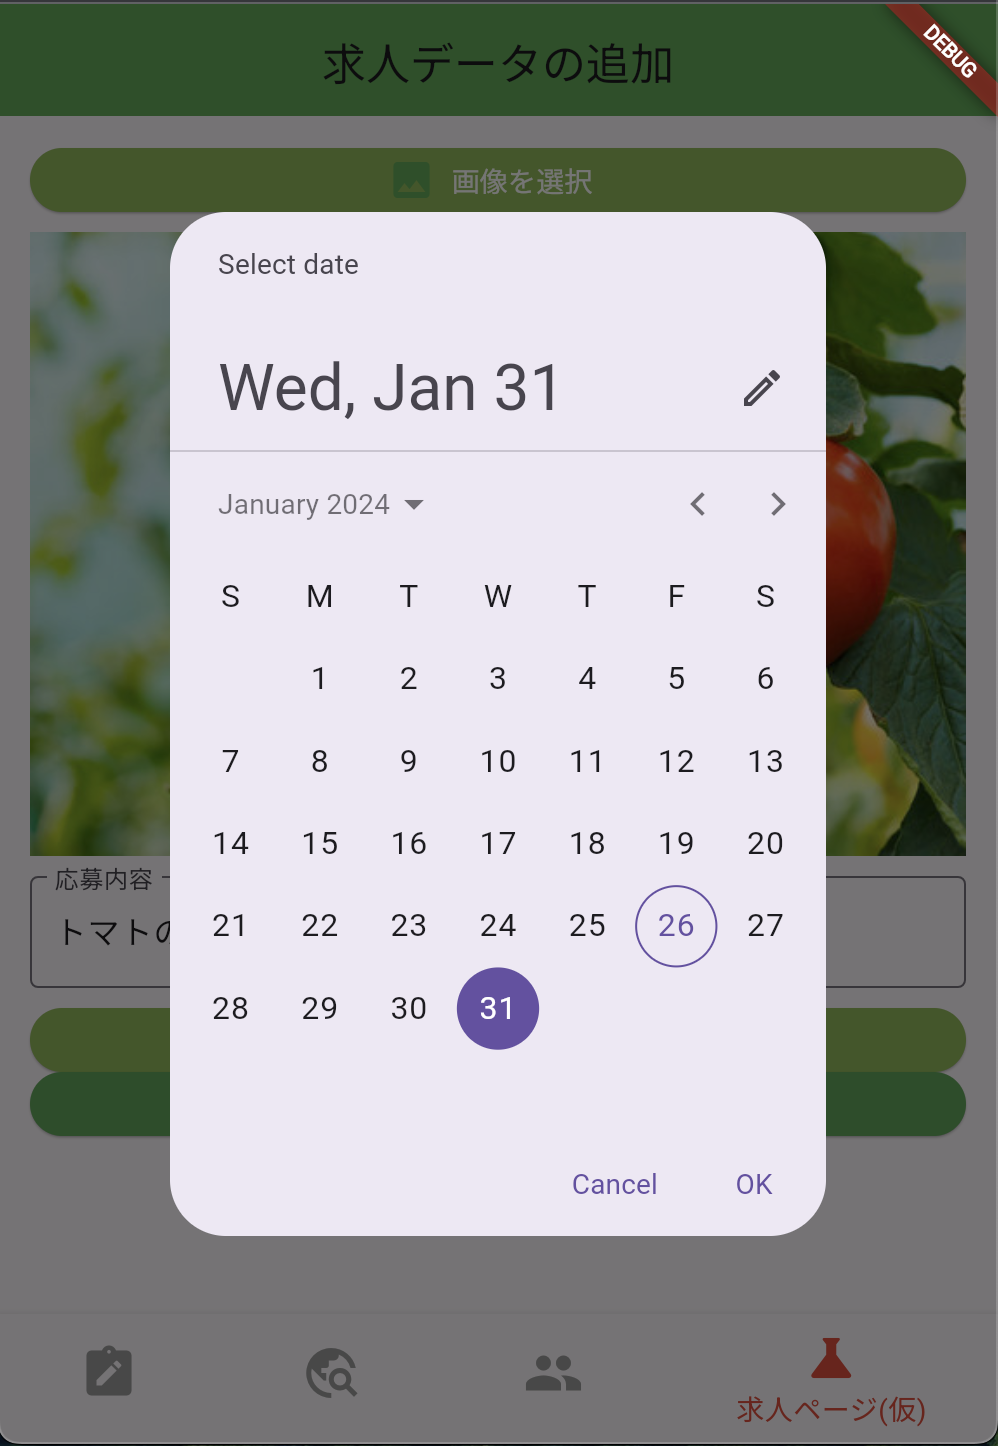 求人データの追加
DEBUG
画像を選択
Select date
Wed, Jan 31
January 2024
S M T W T F S
1 2 3 4 5 6
7 8 9 10 11 12 13
14 15 16 17 18 19 20
21 22 23 24 25 26 27
28 29 30 31
Cancel OK
応募内容
トマトの
求人ページ(仮)